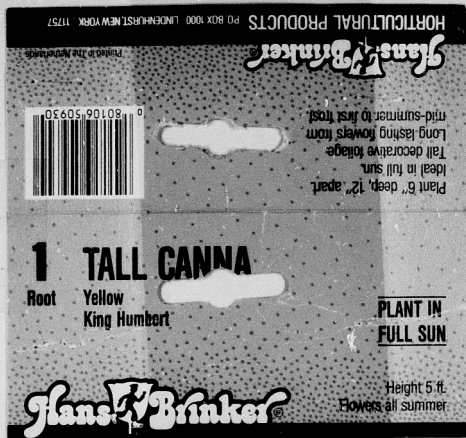 HORTICULTURAL PRODUCTS
PO BOX 1000 LINDENHURST, NEW YORK 11757
Hans Brinker®
Printed in The Netherlands
0 80106 50930
Plant 6" deep, 12" apart.
Ideal in full sun.
Tall decorative foliage.
Long lasting flowers from
mid-summer to first frost.
1 TALL CANNA
Root
Yellow
King Humbert
PLANT IN
FULL SUN
Height 5 ft.
Flowers all summer
Hans Brinker®